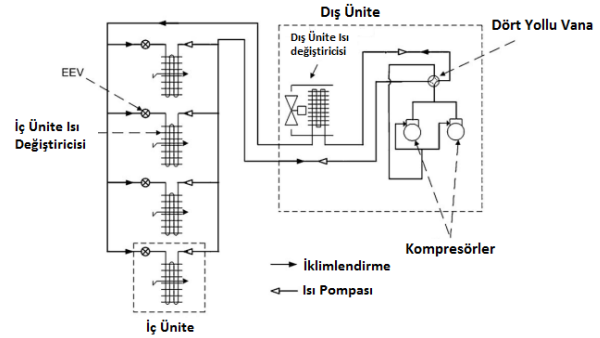 Dış Ünite
Dört Yollu Vana
Dış Ünite Isı
değiştiricisi
EEV
İç Ünite Isı
Değiştiricisi
Kompresörler
İklimlendirme
Isı Pompası
İç Ünite